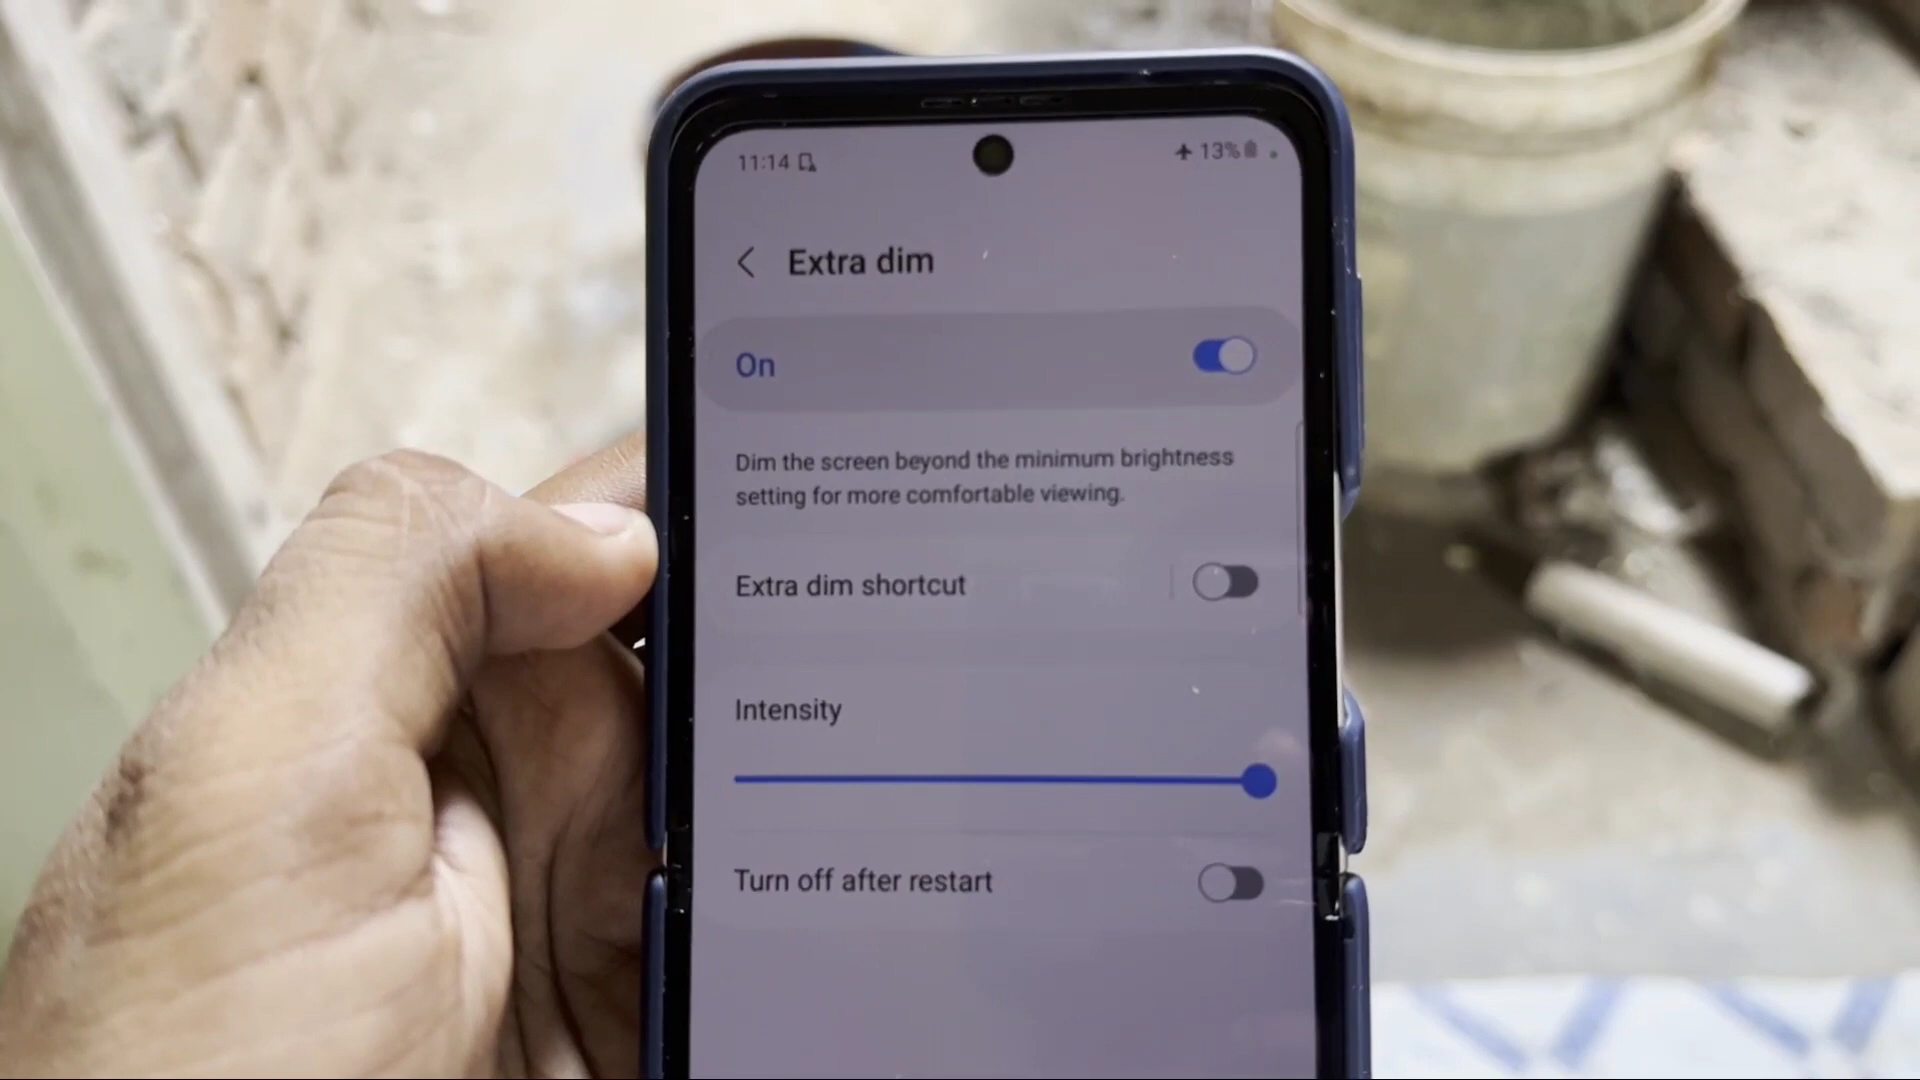 11:14 13%
Extra dim
On
Dim the screen beyond the minimum brightness
setting for more comfortable viewing.
Extra dim shortcut
Intensity
Turn off after restart